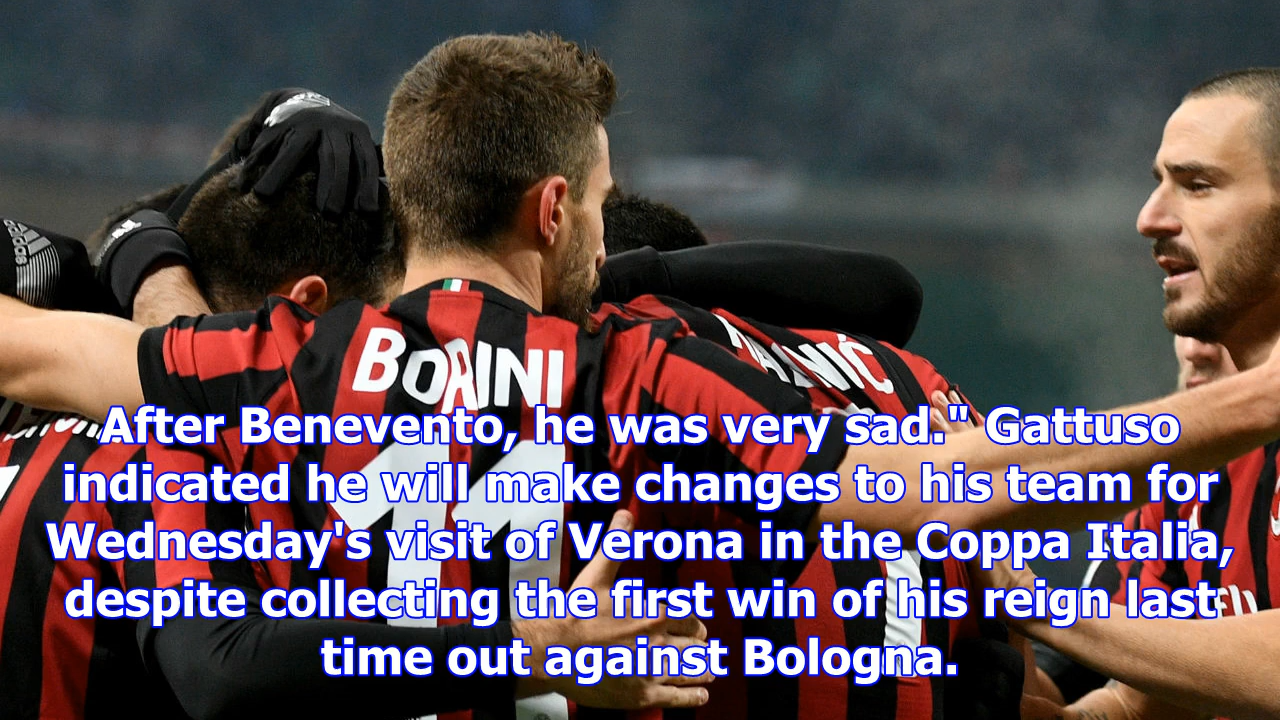 adidas
BORINI
11
After Benevento, he was very sad." Gattuso
indicated he will make changes to his team for
Wednesday's visit of Verona in the Coppa Italia,
despite collecting the first win of his reign last
time out against Bologna.